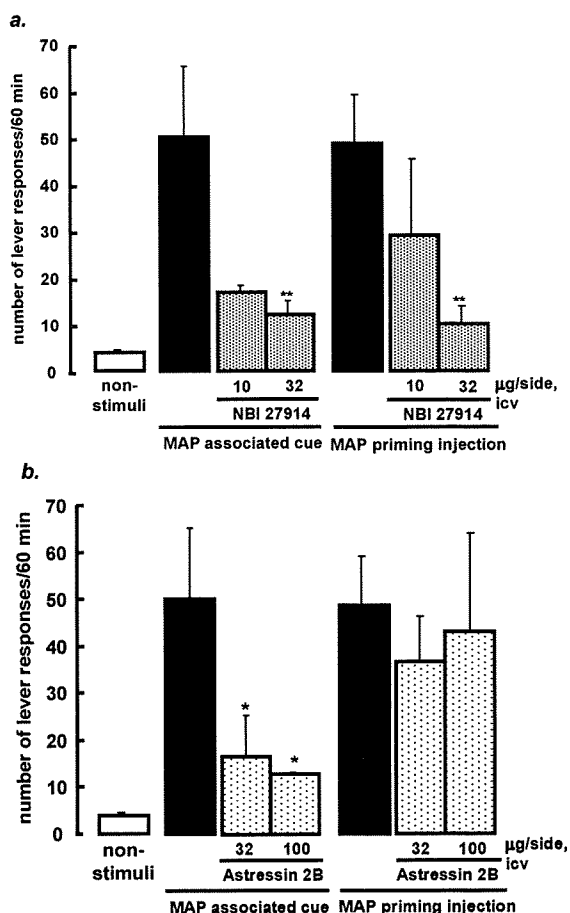 a.
number of lever responses/60 min
70
60
50
40
30
20
10
0
**
**
non-
stimuli
10
32
10
32
µg/side,
icv
NBI 27914
NBI 27914
MAP associated cue
MAP priming injection
b.
number of lever responses/60 min
70
60
50
40
30
20
10
0
*
*
non-
stimuli
32
100
32
100
µg/side,
icv
Astressin 2B
Astressin 2B
MAP associated cue
MAP priming injection